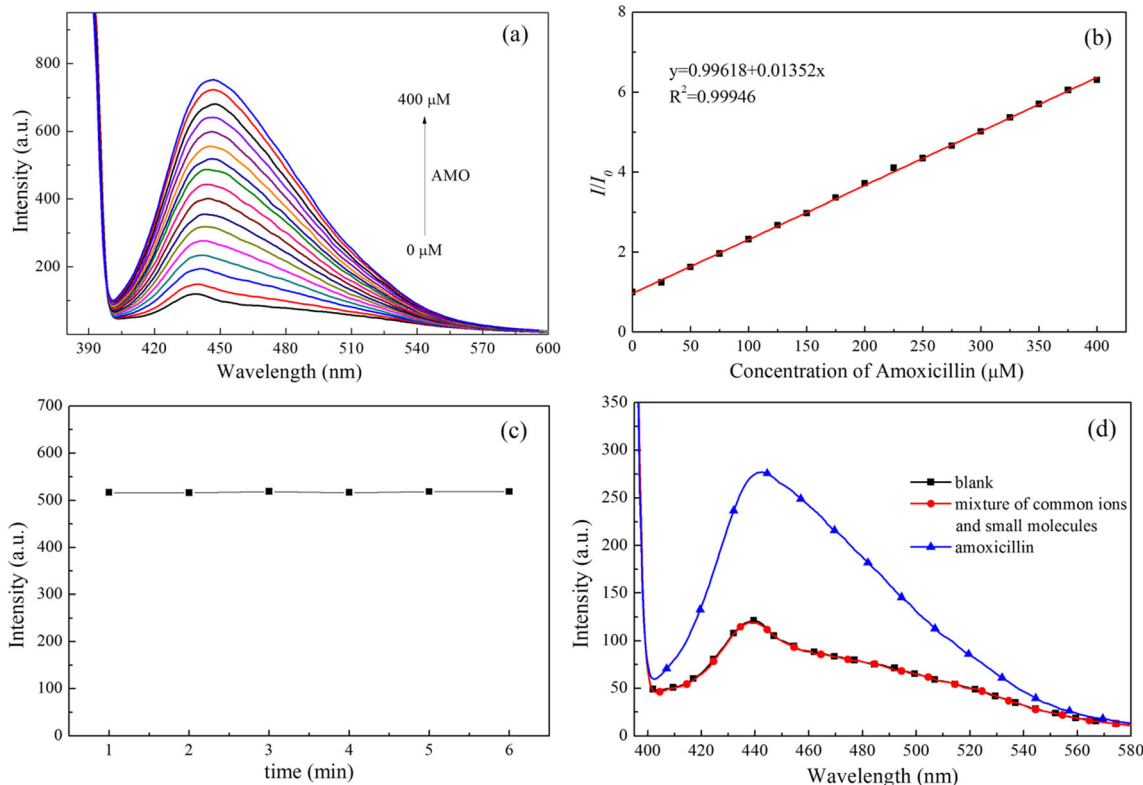 (a)
800
700
600
500
400
300
200
100
Intensity (a.u.)
400 μM
AMO
0 μM
390 420 450 480 510 540 570 600
Wavelength (nm)
(b)
8
6
4
2
0
I/I0
y=0.99618+0.01352x
R²=0.99946
0 50 100 150 200 250 300 350 400
Concentration of Amoxicillin (μM)
(c)
700
600
500
400
300
200
100
0
Intensity (a.u.)
1 2 3 4 5 6
time (min)
(d)
350
300
250
200
150
100
50
0
Intensity (a.u.)
blank
mixture of common ions
and small molecules
amoxicillin
400 420 440 460 480 500 520 540 560 580
Wavelength (nm)